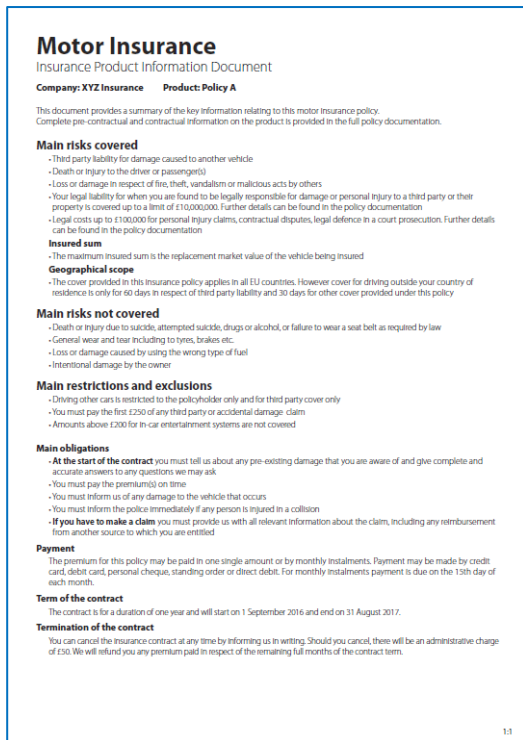 Motor Insurance
Insurance Product Information Document
Company: XYZ Insurance Product: Policy A
This document provides a summary of the key information relating to this motor insurance policy.
Complete pre-contractual and contractual information on the product is provided in the full policy documentation.
Main risks covered
• Third party liability for damage caused to another vehicle
• Death or injury to the driver or passenger(s)
• Loss or damage in respect of fire, theft, vandalism or malicious acts by others
• Your legal liability for when you are found to be legally responsible for damage or personal injury to a third party or their
property is covered up to a limit of £10,000,000. Further details can be found in the policy documentation
• Legal costs up to £100,000 for personal injury claims, contractual disputes, legal defence in a court prosecution. Further details
can be found in the policy documentation
Insured sum
• The maximum insured sum is the replacement market value of the vehicle being insured
Geographical scope
• The cover provided in this insurance policy applies in all EU countries. However cover for driving outside your country of
residence is only for 60 days in respect of third party liability and 30 days for other cover provided under this policy
Main risks not covered
• Death or injury due to suicide, attempted suicide, drugs or alcohol, or failure to wear a seat belt as required by law
• General wear and tear including to tyres, brakes etc.
• Loss or damage caused by using the wrong type of fuel
• Intentional damage by the owner
Main restrictions and exclusions
• Driving other cars is restricted to the policyholder only and for third party cover only
• You must pay the first £250 of any third party or accidental damage claim
• Amounts above £200 for in-car entertainment systems are not covered
Main obligations
• At the start of the contract you must tell us about any pre-existing damage that you are aware of and give complete and
accurate answers to any questions we may ask
• You must pay the premium(s) on time
• You must inform us of any damage to the vehicle that occurs
• You must inform the police immediately if any person is injured in a collision
• If you have to make a claim you must provide us with all relevant information about the claim, including any reimbursement
from another source to which you are entitled
Payment
The premium for this policy may be paid in one single amount or by monthly instalments. Payment may be made by credit
card, debit card, personal cheque, standing order or direct debit. For monthly instalments payment is due on the 15th day of
each month.
Term of the contract
The contract is for a duration of one year and will start on 1 September 2016 and end on 31 August 2017.
Termination of the contract
You can cancel the insurance contract at any time by informing us in writing. Should you cancel, there will be an administrative charge
of £50. We will refund you any premium paid in respect of the remaining full months of the contract term.
1:1